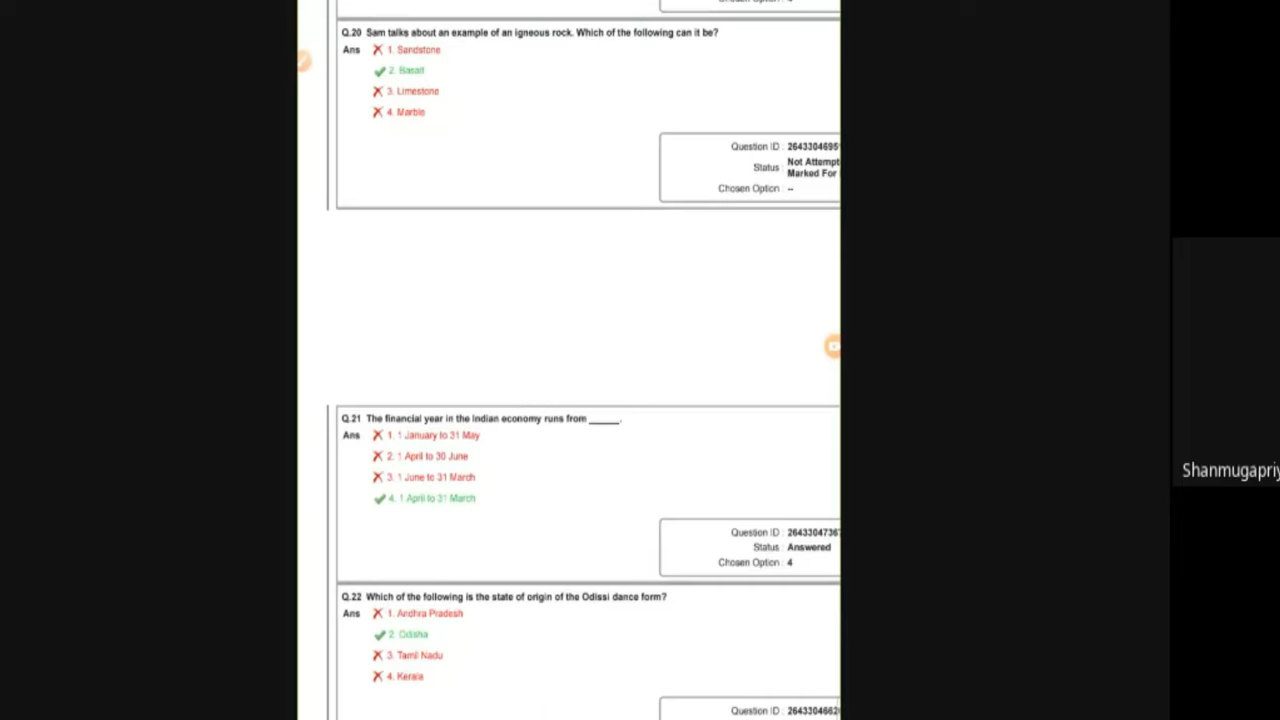 Q.20 Sam talks about an example of an igneous rock. Which of the following can it be?
Ans 1. Sandstone
2. Basalt
3. Limestone
4. Marble
Question ID : 264330469
Status : Not Attempt
Marked For
Chosen Option : --
Q.21 The financial year in the Indian economy runs from _____.
Ans 1. 1 January to 31 May
2. 1 April to 30 June
3. 1 June to 31 March
4. 1 April to 31 March
Question ID : 264330473
Status : Answered
Chosen Option : 4
Q.22 Which of the following is the state of origin of the Odissi dance form?
Ans 1. Andhra Pradesh
2. Odisha
3. Tamil Nadu
4. Kerala
Question ID : 264330466
Shanmugapriy